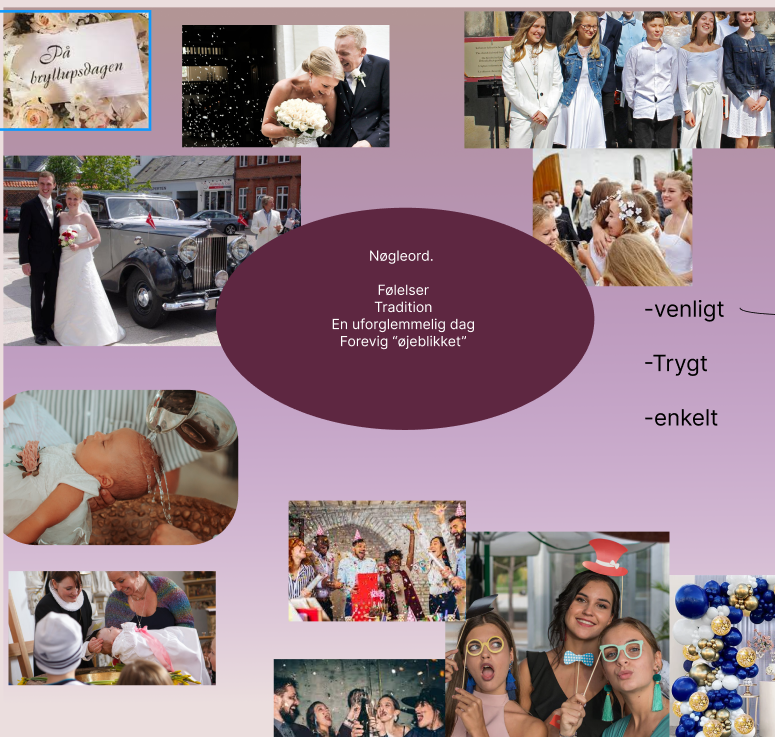 På
bryllupsdagen
Nøgleord.
Følelser
Tradition
En uforglemmelig dag
Forevig “øjeblikket”
-venligt
-Trygt
-enkelt